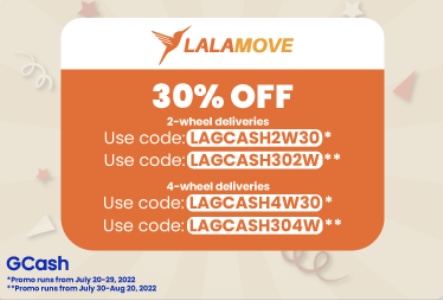 LALAMOVE
30% OFF
2-wheel deliveries
Use code: LAGCASH2W30 *
Use code: LAGCASH302W **
4-wheel deliveries
Use code: LAGCASH4W30 *
Use code: LAGCASH304W **
GCash
*Promo runs from July 20-29, 2022
**Promo runs from July 30-Aug 20, 2022